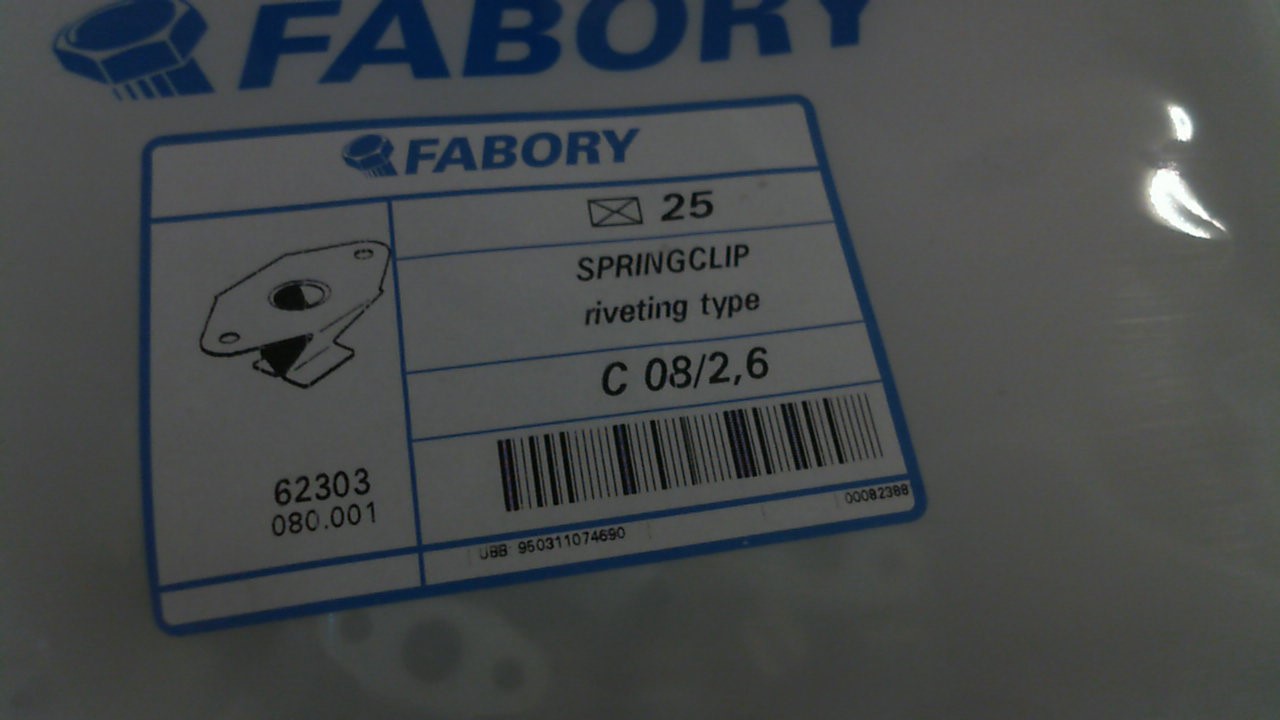 FABORY
FABORY
25
SPRINGCLIP
riveting type
C 08/2,6
62303
080.001
UBB: 950311074690
00082388